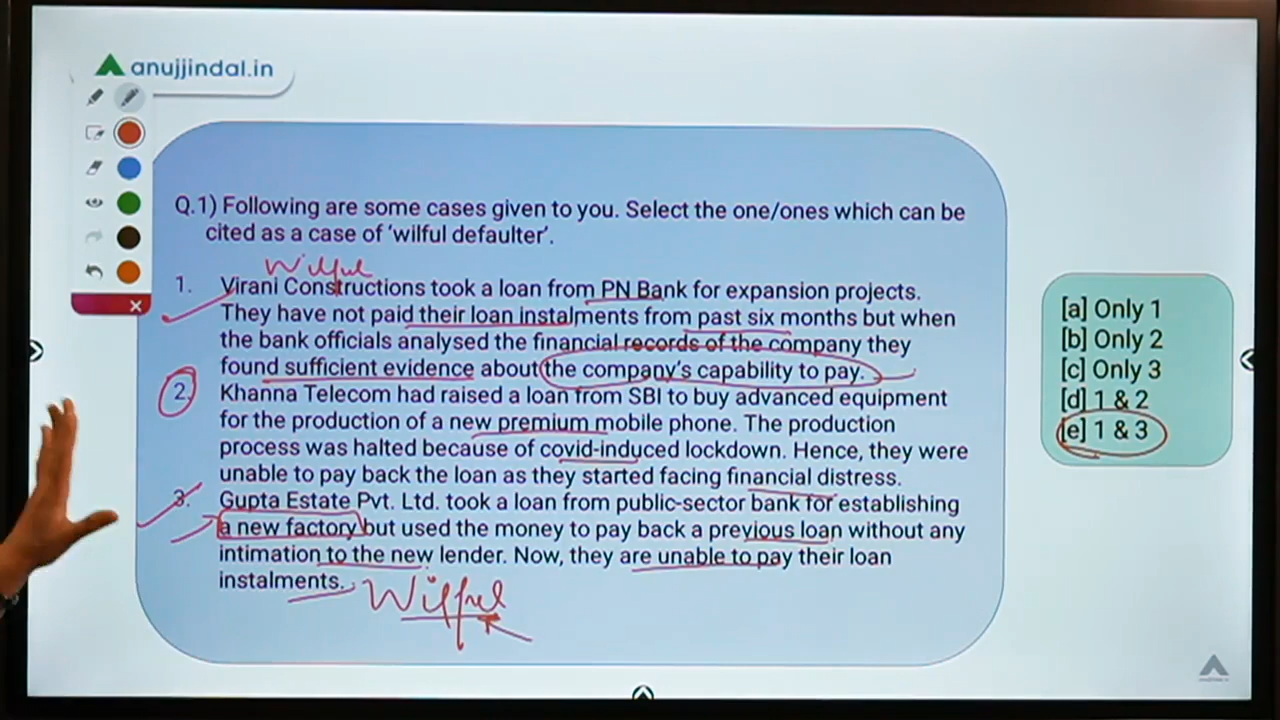 anujjindal.in
Q.1) Following are some cases given to you. Select the one/ones which can be
cited as a case of ‘wilful defaulter’.
Wilful
1. Virani Constructions took a loan from PN Bank for expansion projects.
They have not paid their loan instalments from past six months but when
the bank officials analysed the financial records of the company they
found sufficient evidence about the company's capability to pay.
2. Khanna Telecom had raised a loan from SBI to buy advanced equipment
for the production of a new premium mobile phone. The production
process was halted because of covid-induced lockdown. Hence, they were
unable to pay back the loan as they started facing financial distress.
3. Gupta Estate Pvt. Ltd. took a loan from public-sector bank for establishing
a new factory but used the money to pay back a previous loan without any
intimation to the new lender. Now, they are unable to pay their loan
instalments.
Wilful
[a] Only 1
[b] Only 2
[c] Only 3
[d] 1 & 2
[e] 1 & 3